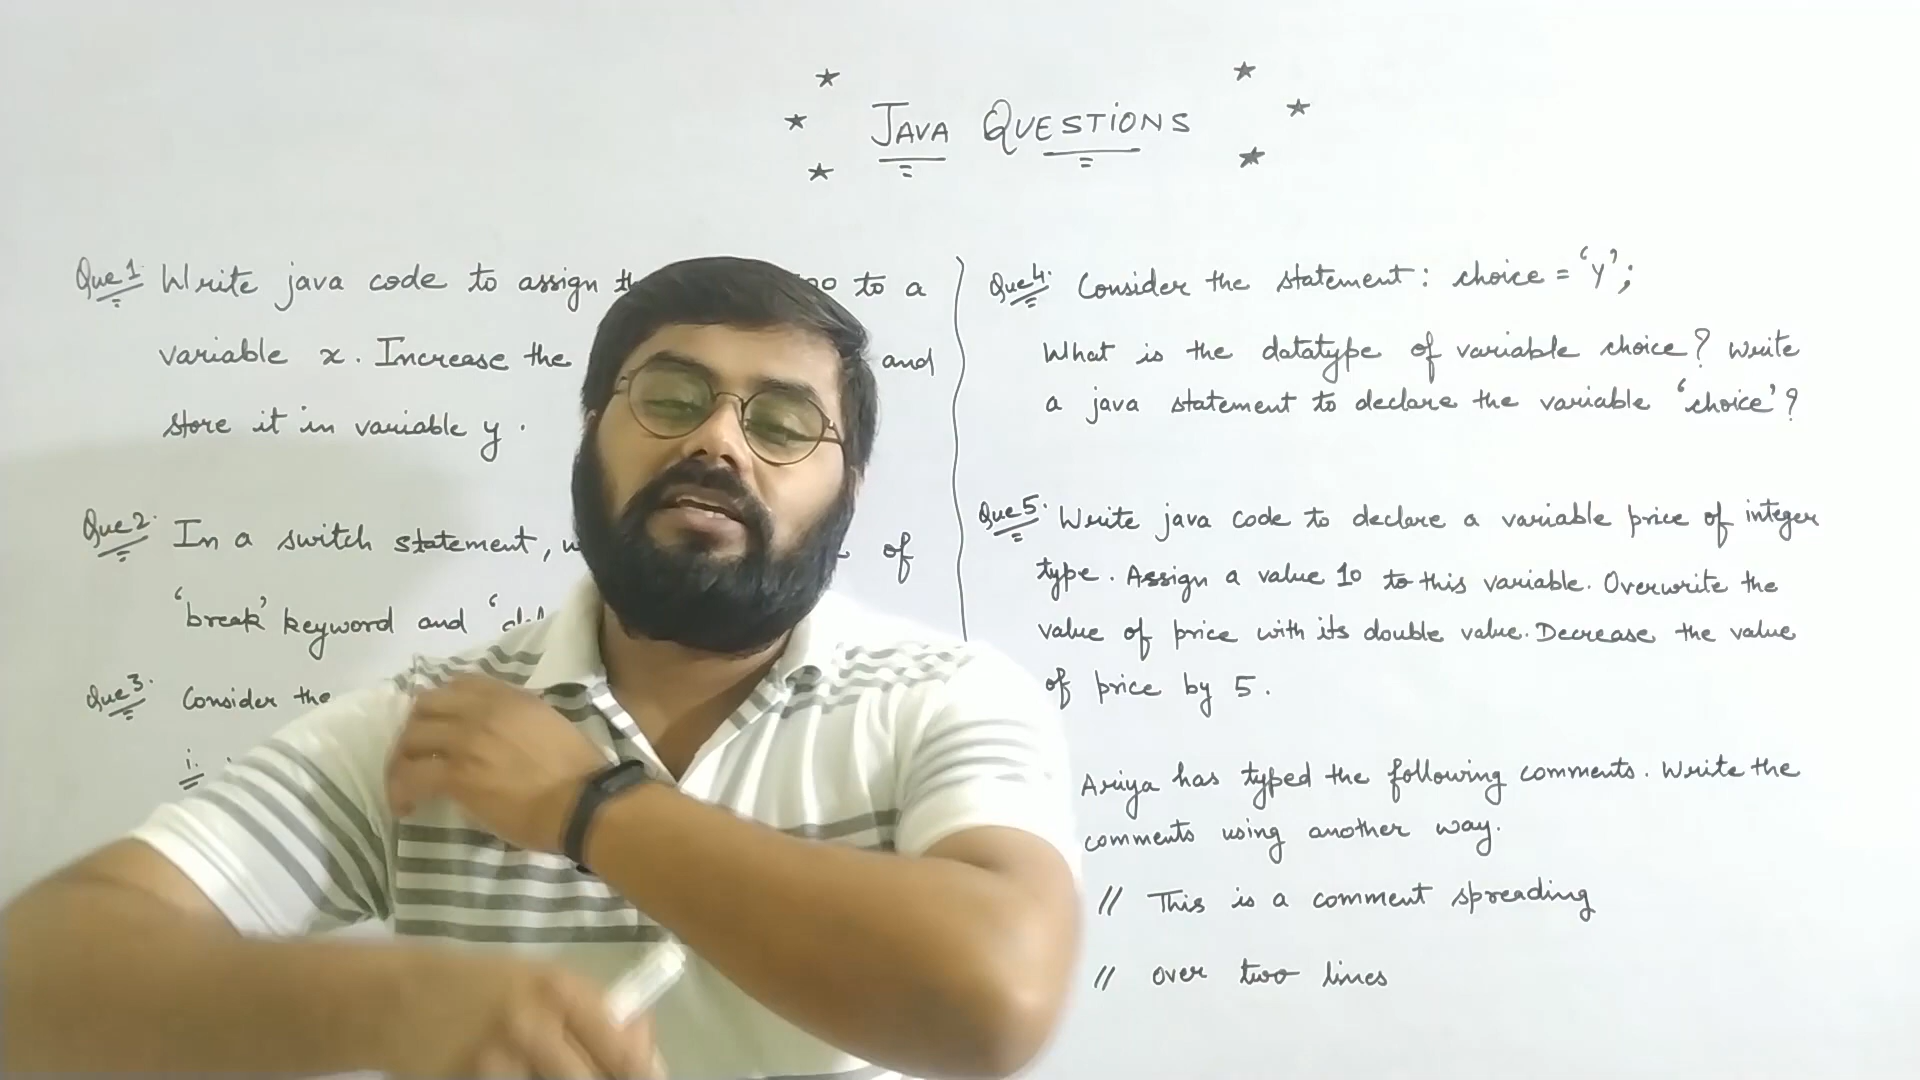 JAVA QUESTIONS
Que 1. Write java code to assign to a
variable x. Increase the and
store it in variable y.
Que 2. In a switch statement, of
'break' keyword and
Que 3. Consider the
i.
Que 4. Consider the statement: choice = 'Y';
What is the datatype of variable choice? Write
a java statement to declare the variable 'choice'?
Que 5. Write java code to declare a variable price of integer
type. Assign a value 10 to this variable. Overwrite the
value of price with its double value. Decrease the value
of price by 5.
Ariya has typed the following comments. Write the
comments using another way.
// This is a comment spreading
// over two lines